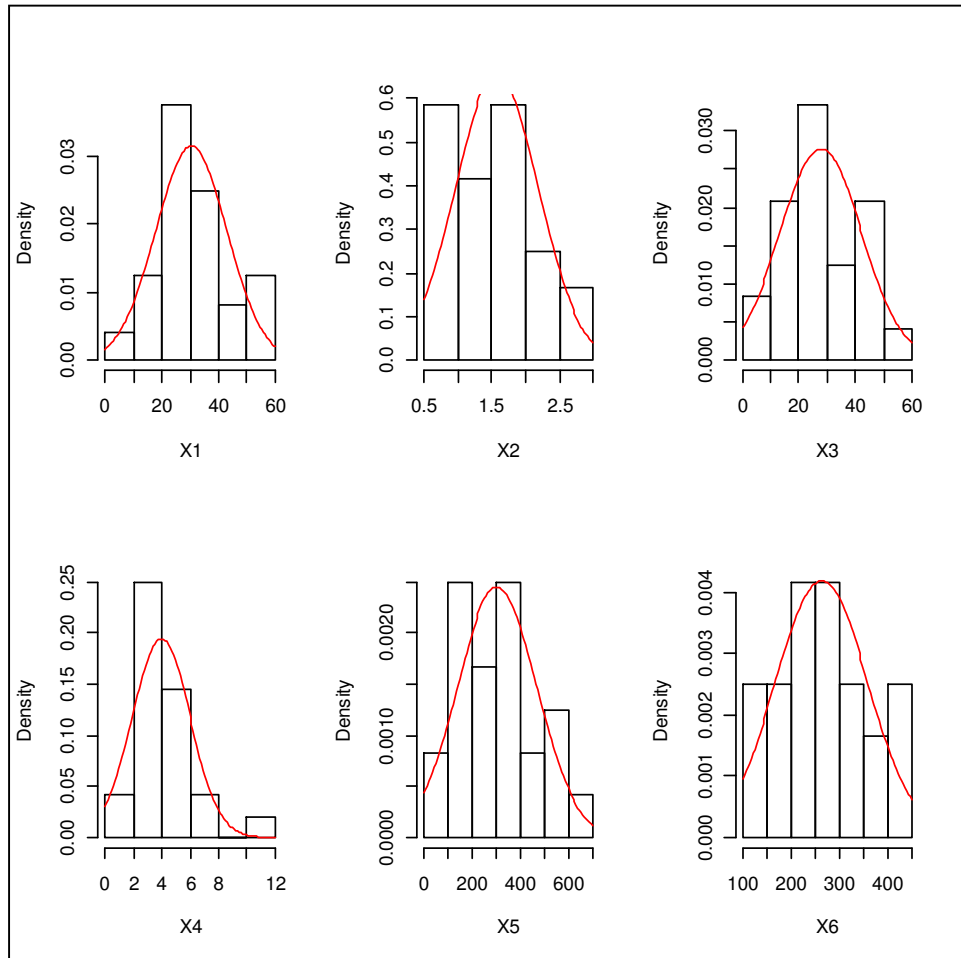 Density
0.00 0.01 0.02 0.03
0 20 40 60
X1
Density
0.0 0.1 0.2 0.3 0.4 0.5 0.6
0.5 1.5 2.5
X2
Density
0.000 0.010 0.020 0.030
0 20 40 60
X3
Density
0.00 0.05 0.10 0.15 0.20 0.25
0 2 4 6 8 12
X4
Density
0.0000 0.0010 0.0020
0 200 400 600
X5
Density
0.000 0.001 0.002 0.003 0.004
100 200 300 400
X6